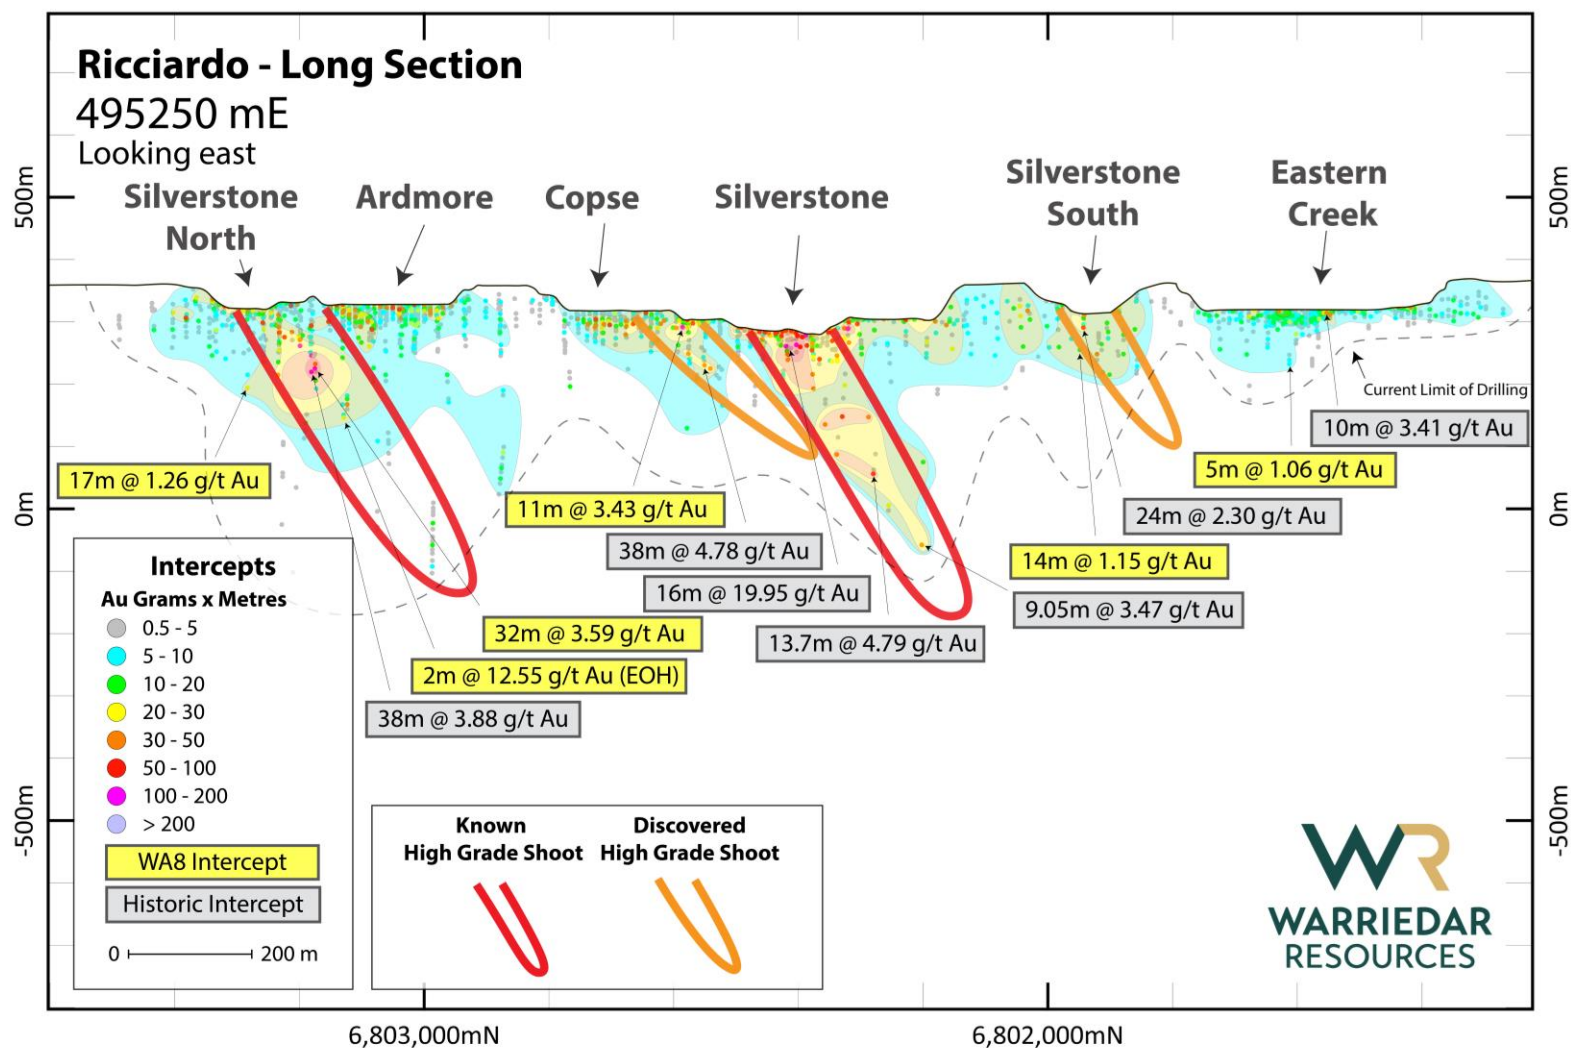 Ricciardo - Long Section
495250 mE
Looking east
Silverstone
North
Ardmore
Copse
Silverstone
Silverstone
South
Eastern
Creek
500m
0m
-500m
500m
0m
-500m
Current Limit of Drilling
10m @ 3.41 g/t Au
5m @ 1.06 g/t Au
24m @ 2.30 g/t Au
14m @ 1.15 g/t Au
9.05m @ 3.47 g/t Au
17m @ 1.26 g/t Au
11m @ 3.43 g/t Au
38m @ 4.78 g/t Au
16m @ 19.95 g/t Au
13.7m @ 4.79 g/t Au
32m @ 3.59 g/t Au
2m @ 12.55 g/t Au (EOH)
38m @ 3.88 g/t Au
Intercepts
Au Grams x Metres
0.5 - 5
5 - 10
10 - 20
20 - 30
30 - 50
50 - 100
100 - 200
> 200
WA8 Intercept
Historic Intercept
0 200 m
Known
High Grade Shoot
Discovered
High Grade Shoot
WR
WARRIEDAR
RESOURCES
6,803,000mN
6,802,000mN